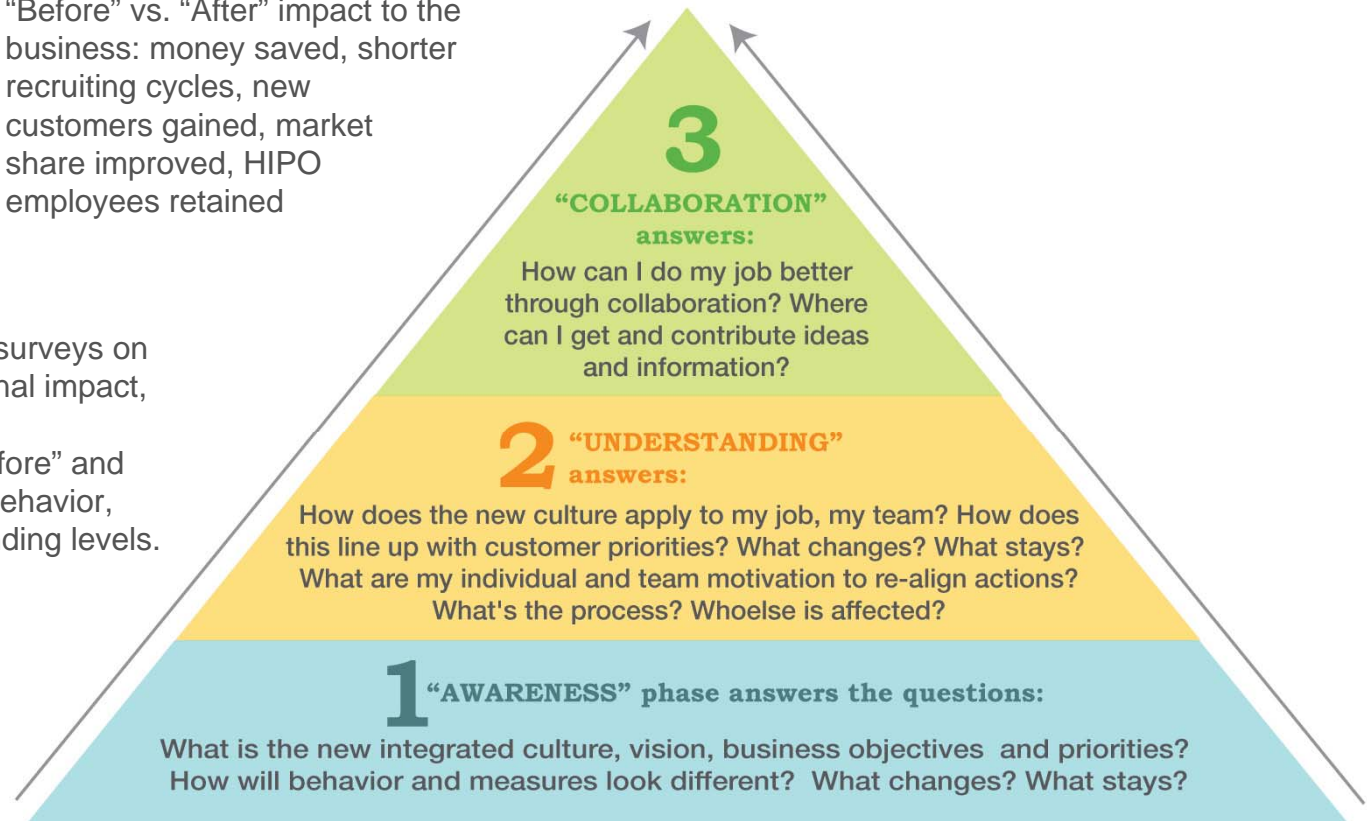 “Before” vs. “After” impact to the
business: money saved, shorter
recruiting cycles, new
customers gained, market
share improved, HIPO
employees retained
surveys on
nal impact,
fore” and
ehavior,
ding levels.
3
“COLLABORATION”
answers:
How can I do my job better
through collaboration? Where
can I get and contribute ideas
and information?
2 “UNDERSTANDING”
answers:
How does the new culture apply to my job, my team? How does
this line up with customer priorities? What changes? What stays?
What are my individual and team motivation to re-align actions?
What's the process? Whoelse is affected?
1 “AWARENESS” phase answers the questions:
What is the new integrated culture, vision, business objectives and priorities?
How will behavior and measures look different? What changes? What stays?